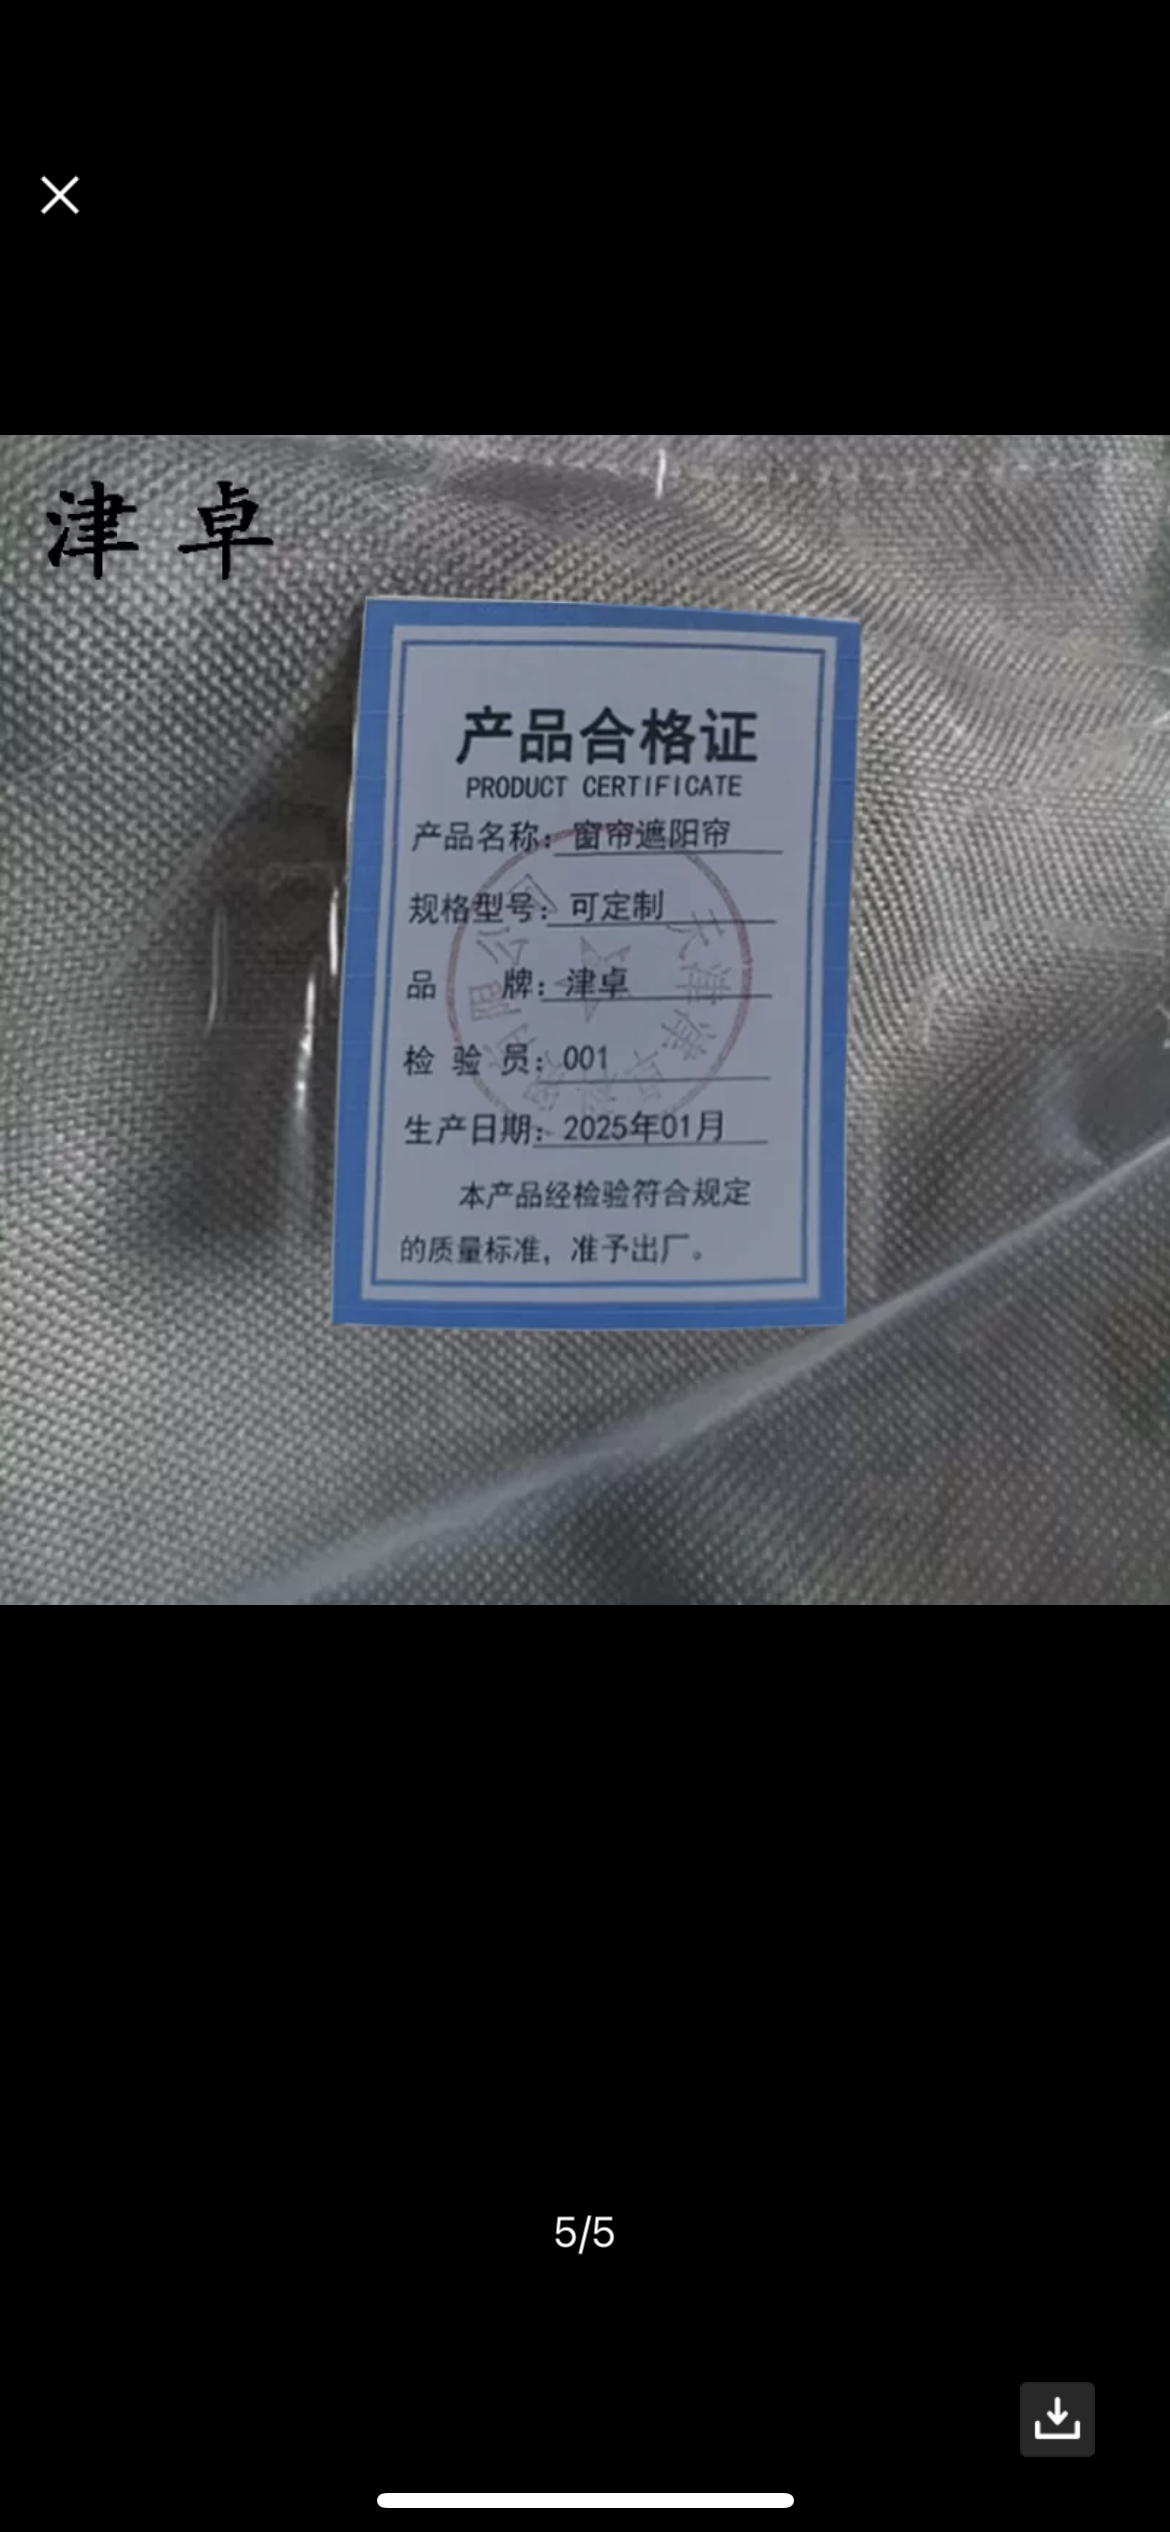 津卓
产品合格证
PRODUCT CERTIFICATE
产品名称：窗帘遮阳帘
规格型号：可定制
品 牌：津卓
检 验 员：001
生产日期：2025年01月
本产品经检验符合规定
的质量标准，准予出厂。
5/5